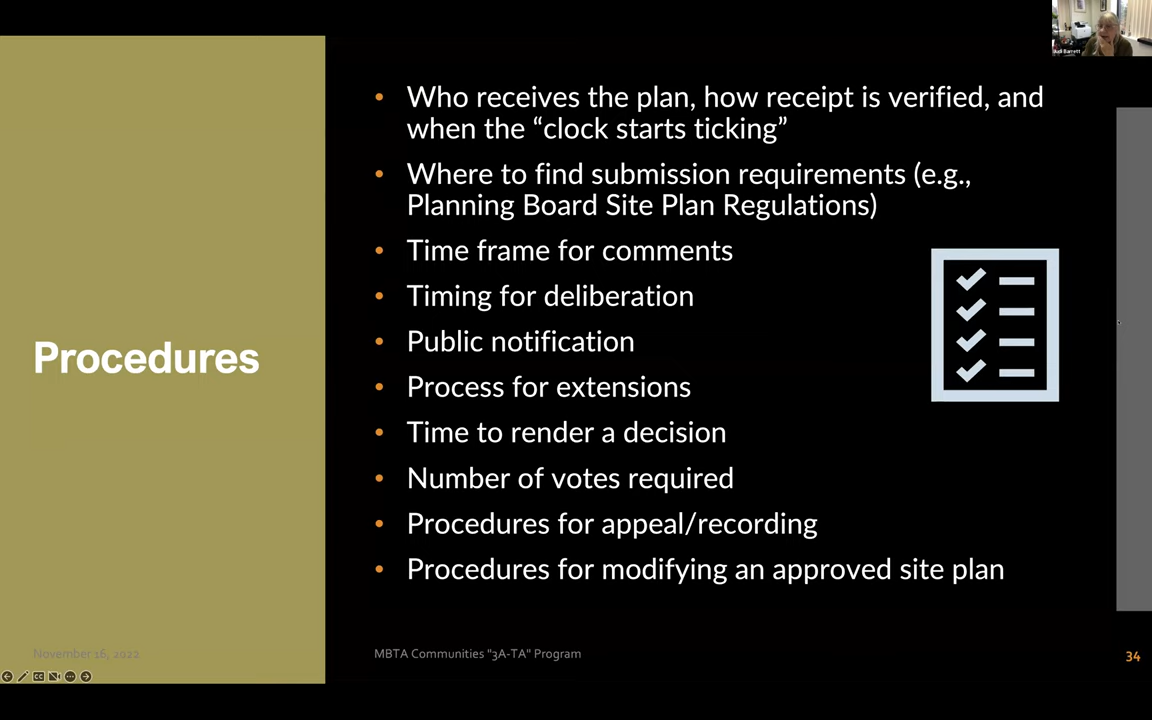 Judi Barrett
• Who receives the plan, how receipt is verified, and
when the “clock starts ticking”
• Where to find submission requirements (e.g.,
Planning Board Site Plan Regulations)
• Time frame for comments
• Timing for deliberation
• Public notification
Procedures
• Process for extensions
• Time to render a decision
• Number of votes required
• Procedures for appeal/recording
• Procedures for modifying an approved site plan
November 16, 2022
MBTA Communities "3A-TA" Program
34